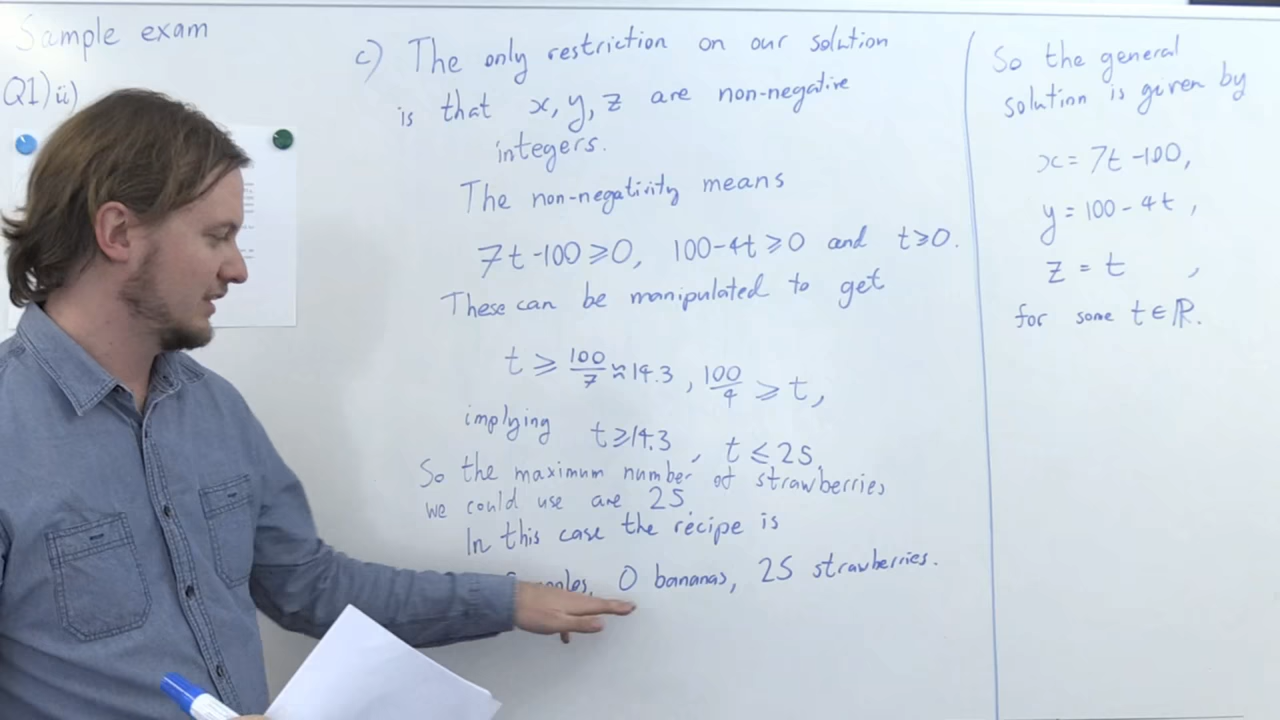 Sample exam
Q1) ii)
c) The only restriction on our solution
is that x, y, z are non-negative
integers.
The non-negativity means
7t-100 ⩾ 0, 100-4t ⩾ 0 and t ⩾ 0.
These can be manipulated to get
t ⩾ 100/7 ≈ 14.3, 100/4 ⩾ t,
implying t ⩾ 14.3, t ⩽ 25
So the maximum number of strawberries
we could use are 25
In this case the recipe is
0 bananas, 25 strawberries.
So the general
solution is given by
x = 7t -100,
y = 100 - 4t ,
z = t ,
for some t ∈ ℝ.